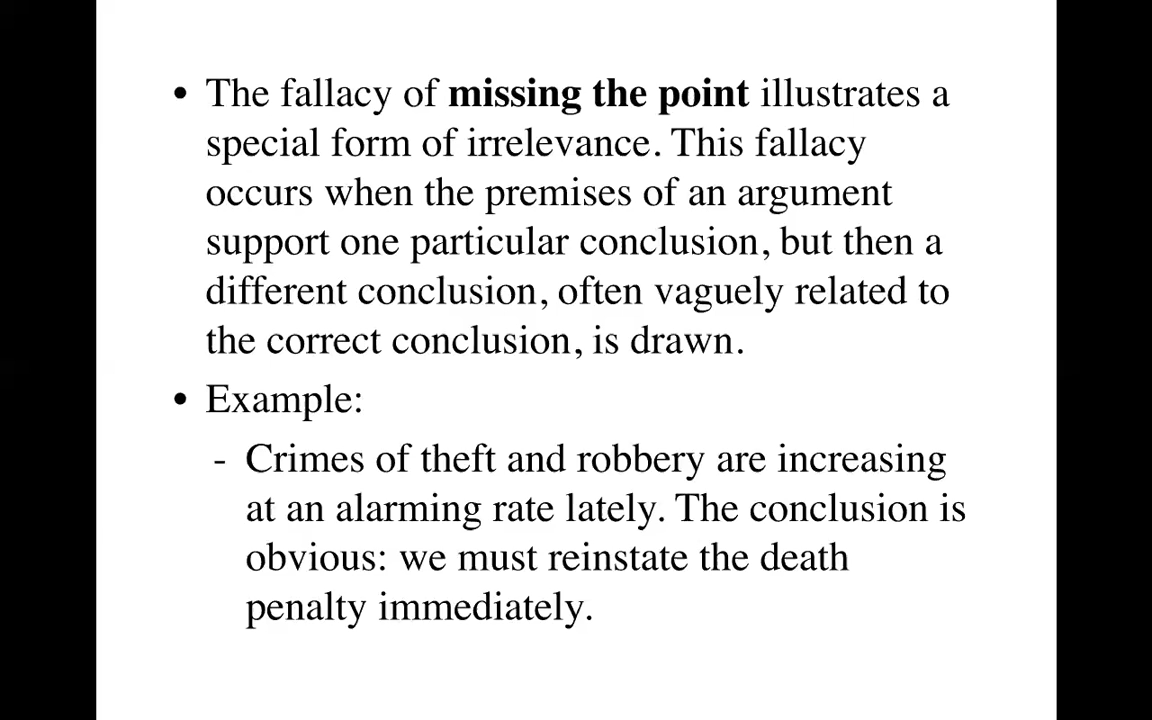 • The fallacy of missing the point illustrates a
special form of irrelevance. This fallacy
occurs when the premises of an argument
support one particular conclusion, but then a
different conclusion, often vaguely related to
the correct conclusion, is drawn.
• Example:
- Crimes of theft and robbery are increasing
at an alarming rate lately. The conclusion is
obvious: we must reinstate the death
penalty immediately.